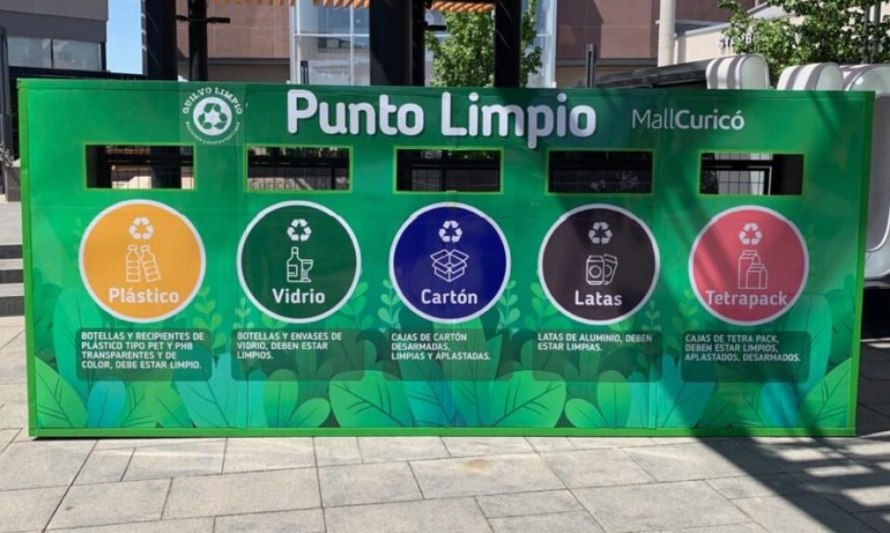 QUILVO LIMPIO
Punto Limpio
MallCuricó
Plástico
BOTELLAS Y RECIPIENTES DE
PLÁSTICO TIPO PET Y PHB
TRANSPARENTES Y DE
COLOR, DEBE ESTAR LIMPIO.
Vidrio
BOTELLAS Y ENVASES DE
VIDRIO, DEBEN ESTAR
LIMPIOS.
Cartón
CAJAS DE CARTÓN
DESARMADAS,
LIMPIAS Y APLASTADAS.
Latas
LATAS DE ALUMINIO, DEBEN
ESTAR LIMPIAS.
Tetrapack
CAJAS DE TETRA PACK,
DEBEN ESTAR LIMPIOS,
APLASTADOS, DESARMADOS.